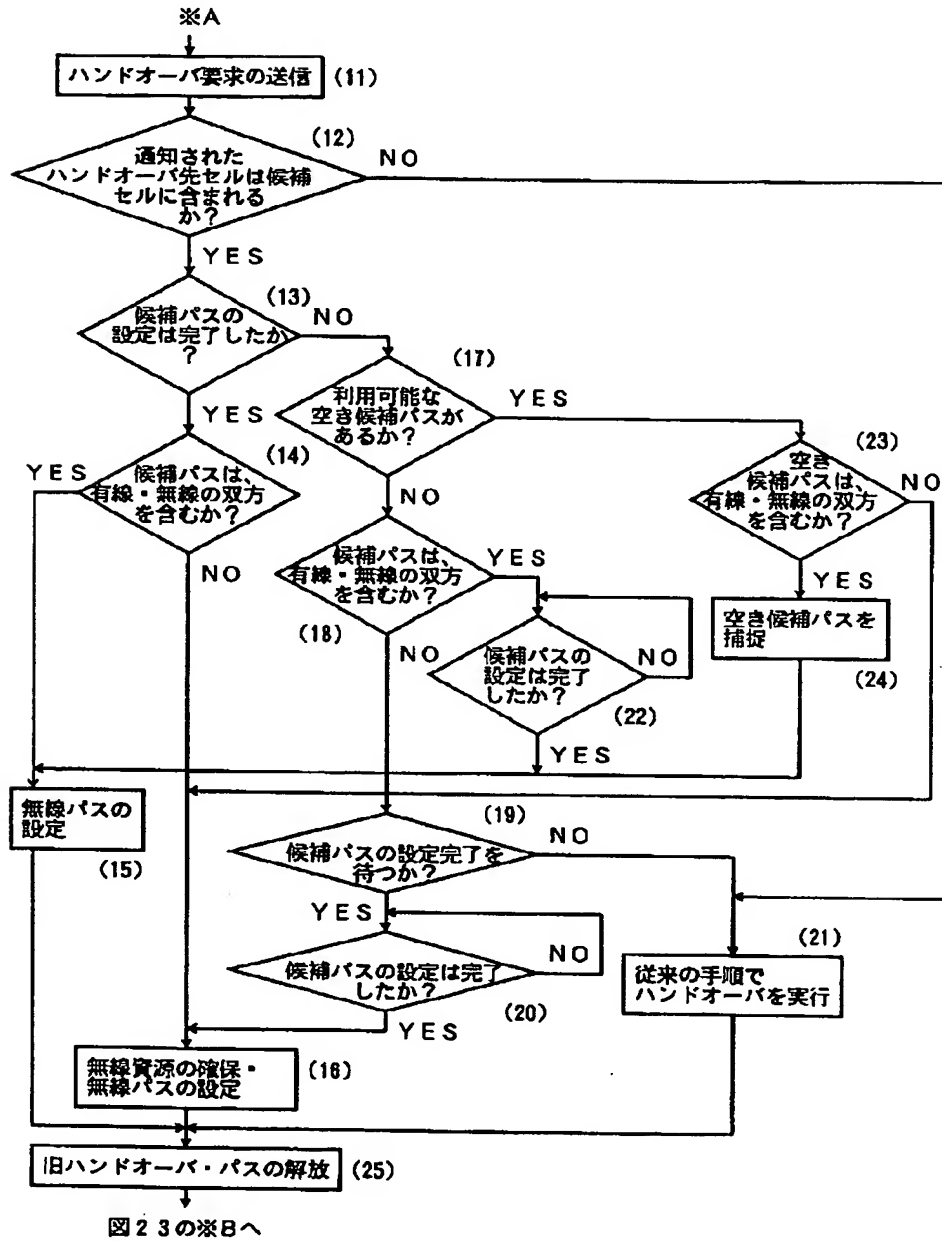 ※A
ハンドオーバ要求の送信
(11)
(12)
通知された
ハンドオーバ先セルは候補
セルに含まれる
か?
NO
YES
(13)
候補パスの
設定は完了したか
?
NO
(17)
利用可能な
空き候補パスが
あるか?
YES
YES
(14)
(23)
YES
候補パスは、
有線・無線の双方
を含むか?
空き
候補パスは、
有線・無線の双方
を含むか?
NO
NO
NO
候補パスは、
有線・無線の双方
を含むか?
YES
YES
(18)
空き候補パスを
捕捉
NO
候補パスの
設定は完了
したか?
NO
(24)
(22)
YES
無線パスの
設定
(15)
(19)
候補パスの設定完了を
待つか?
NO
YES
候補パスの設定は完了
したか?
NO
(20)
YES
(21)
従来の手順で
ハンドオーバを実行
無線資源の確保・
無線パスの設定
(16)
旧ハンドオーバ・パスの解放
(25)
図23の※Bへ